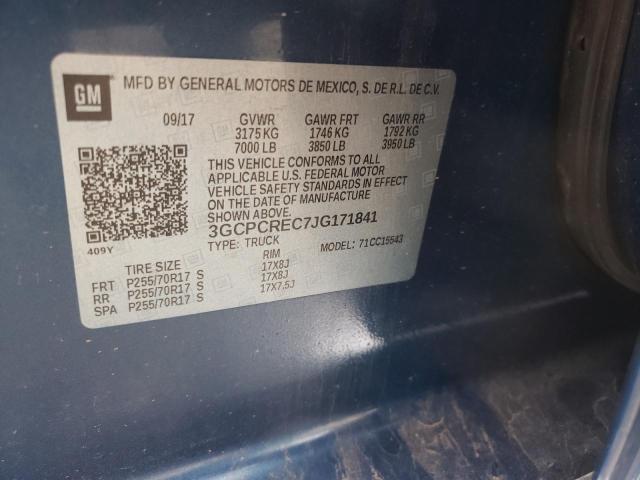 GM
MFD BY GENERAL MOTORS DE MEXICO, S. DE R.L. DE C.V.
09/17 GVWR GAWR FRT GAWR RR
3175 KG 1746 KG 1792 KG
7000 LB 3850 LB 3950 LB
THIS VEHICLE CONFORMS TO ALL
APPLICABLE U.S. FEDERAL MOTOR
VEHICLE SAFETY STANDARDS IN EFFECT
ON THE DATE OF MANUFACTURE
SHOWN ABOVE.
3GCPCREC7JG171841
409Y TYPE: TRUCK MODEL: 71CC15543
TIRE SIZE RIM
FRT P255/70R17 S 17X8J
RR P255/70R17 S 17X8J
SPA P255/70R17 S 17X7.5J